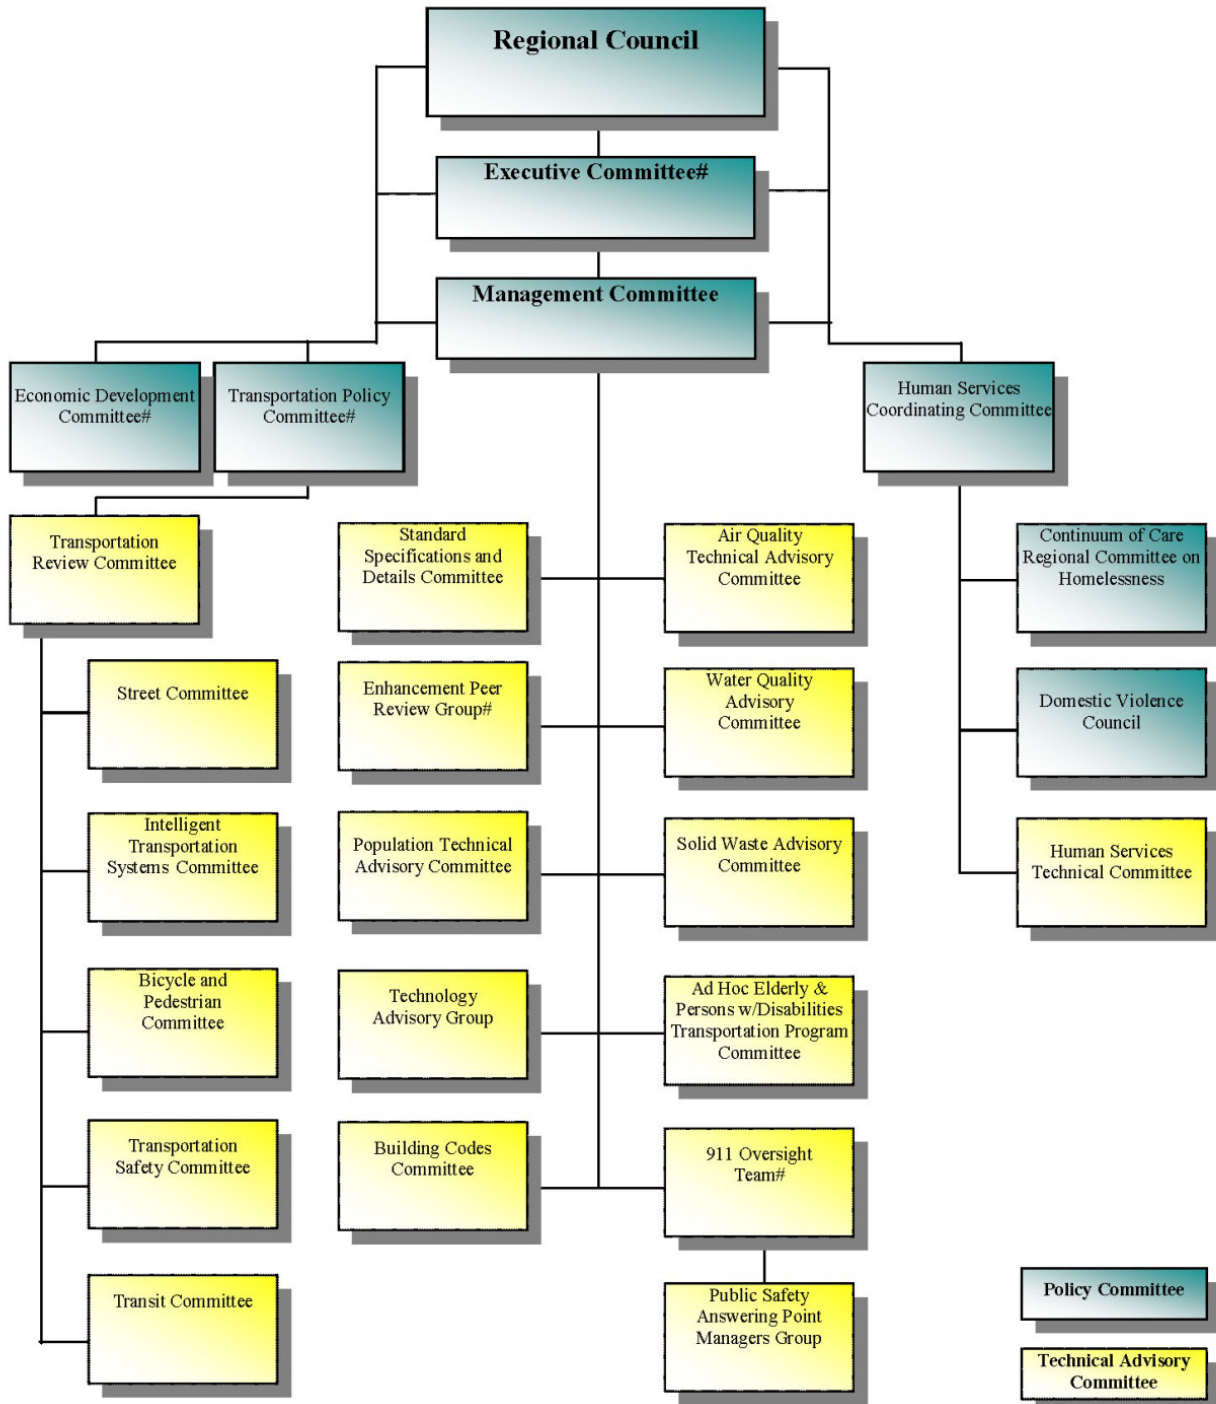 Regional Council
Executive Committee#
Management Committee
Economic Development
Committee#
Transportation Policy
Committee#
Human Services
Coordinating Committee
Transportation
Review Committee
Street Committee
Intelligent
Transportation
Systems Committee
Bicycle and
Pedestrian
Committee
Transportation
Safety Committee
Transit Committee
Standard
Specifications and
Details Committee
Enhancement Peer
Review Group#
Population Technical
Advisory Committee
Technology
Advisory Group
Building Codes
Committee
Air Quality
Technical Advisory
Committee
Water Quality
Advisory
Committee
Solid Waste Advisory
Committee
Ad Hoc Elderly &
Persons w/Disabilities
Transportation Program
Committee
911 Oversight
Team#
Public Safety
Answering Point
Managers Group
Continuum of Care
Regional Committee on
Homelessness
Domestic Violence
Council
Human Services
Technical Committee
Policy Committee
Technical Advisory
Committee